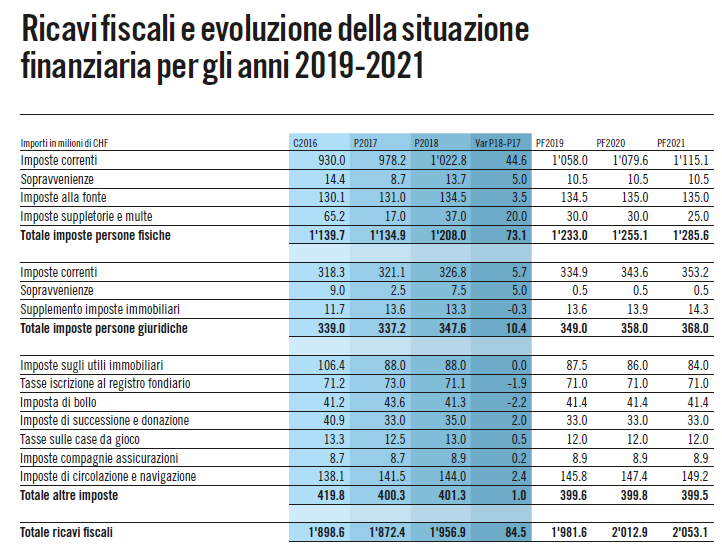 Ricavi fiscali e evoluzione della situazione
finanziaria per gli anni 2019-2021
Importi in milioni di CHF C2016 P2017 P2018 Var P18-P17 PF2019 PF2020 PF2021
Imposte correnti 930.0 978.2 1'022.8 44.6 1'058.0 1'079.6 1'115.1
Sopravvenienze 14.4 8.7 13.7 5.0 10.5 10.5 10.5
Imposte alla fonte 130.1 131.0 134.5 3.5 134.5 135.0 135.0
Imposte suppletorie e multe 65.2 17.0 37.0 20.0 30.0 30.0 25.0
Totale imposte persone fisiche 1'139.7 1'134.9 1'208.0 73.1 1'233.0 1'255.1 1'285.6
Imposte correnti 318.3 321.1 326.8 5.7 334.9 343.6 353.2
Sopravvenienze 9.0 2.5 7.5 5.0 0.5 0.5 0.5
Supplemento imposte immobiliari 11.7 13.6 13.3 -0.3 13.6 13.9 14.3
Totale imposte persone giuridiche 339.0 337.2 347.6 10.4 349.0 358.0 368.0
Imposte sugli utili immobiliari 106.4 88.0 88.0 0.0 87.5 86.0 84.0
Tasse iscrizione al registro fondiario 71.2 73.0 71.1 -1.9 71.0 71.0 71.0
Imposta di bollo 41.2 43.6 41.3 -2.2 41.4 41.4 41.4
Imposte di successione e donazione 40.9 33.0 35.0 2.0 33.0 33.0 33.0
Tasse sulle case da gioco 13.3 12.5 13.0 0.5 12.0 12.0 12.0
Imposte compagnie assicurazioni 8.7 8.7 8.9 0.2 8.9 8.9 8.9
Imposte di circolazione e navigazione 138.1 141.5 144.0 2.4 145.8 147.4 149.2
Totale altre imposte 419.8 400.3 401.3 1.0 399.6 399.8 399.5
Totale ricavi fiscali 1'898.6 1'872.4 1'956.9 84.5 1'981.6 2'012.9 2'053.1